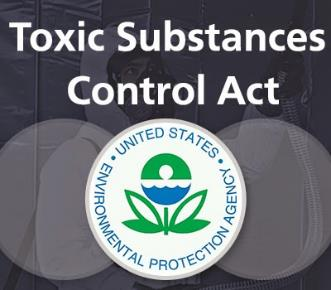 Toxic Substances
Control Act
UNITED STATES
ENVIRONMENTAL PROTECTION AGENCY